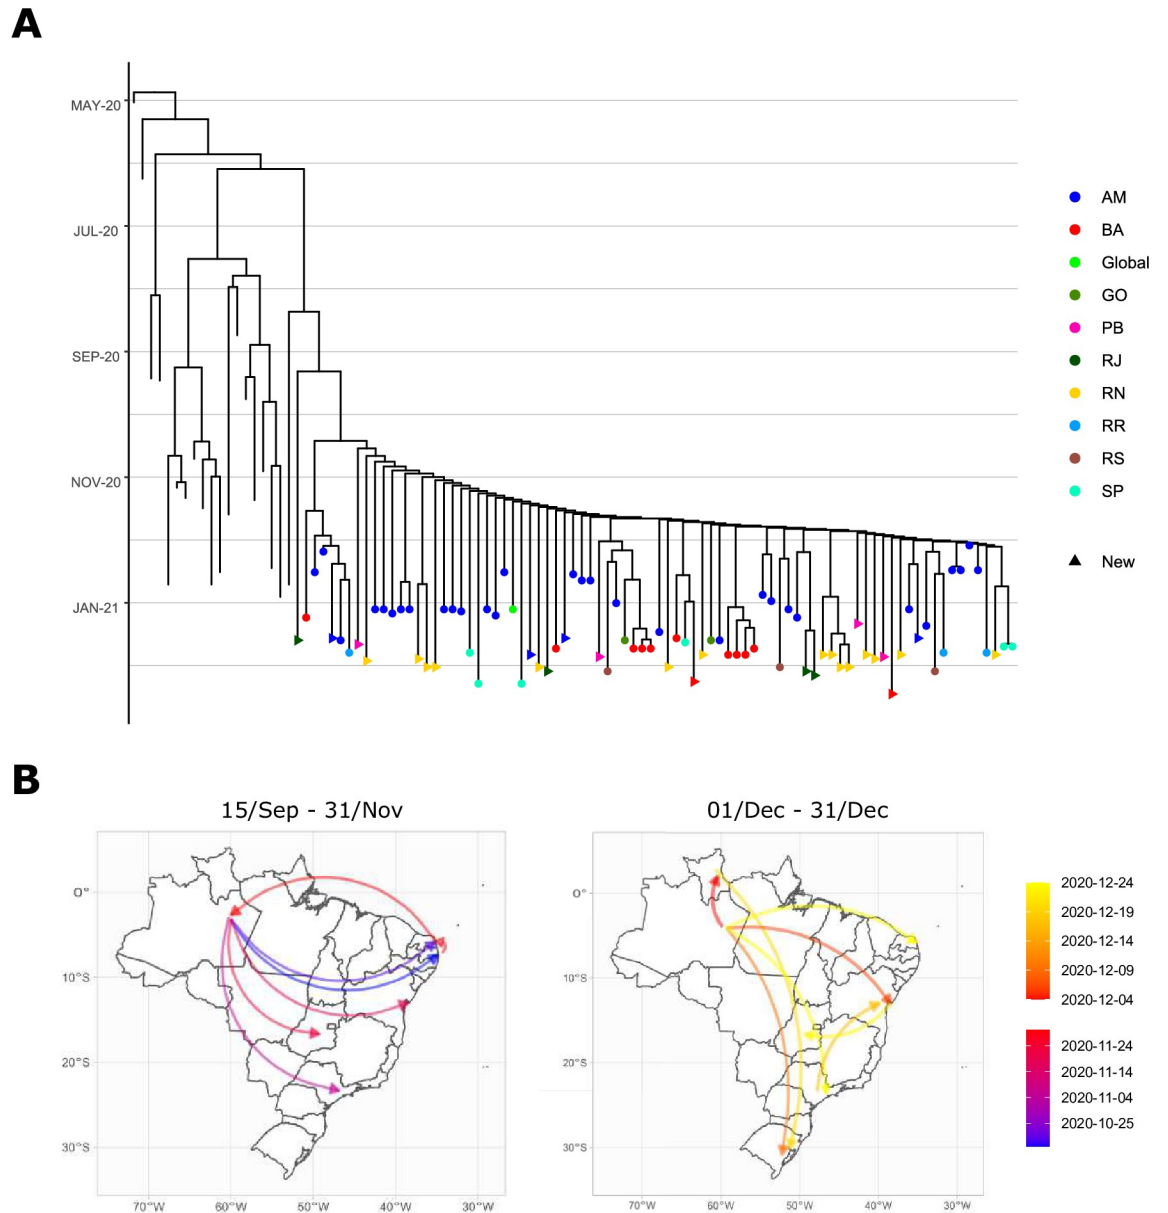 A
MAY-20
JUL-20
SEP-20
NOV-20
JAN-21
AM
BA
Global
GO
PB
RJ
RN
RR
RS
SP
New
B
15/Sep - 31/Nov
01/Dec - 31/Dec
0°
10°S
20°S
30°S
70°W
60°W
50°W
40°W
30°W
0°
10°S
20°S
30°S
70°W
60°W
50°W
40°W
30°W
2020-12-24
2020-12-19
2020-12-14
2020-12-09
2020-12-04
2020-11-24
2020-11-14
2020-11-04
2020-10-25